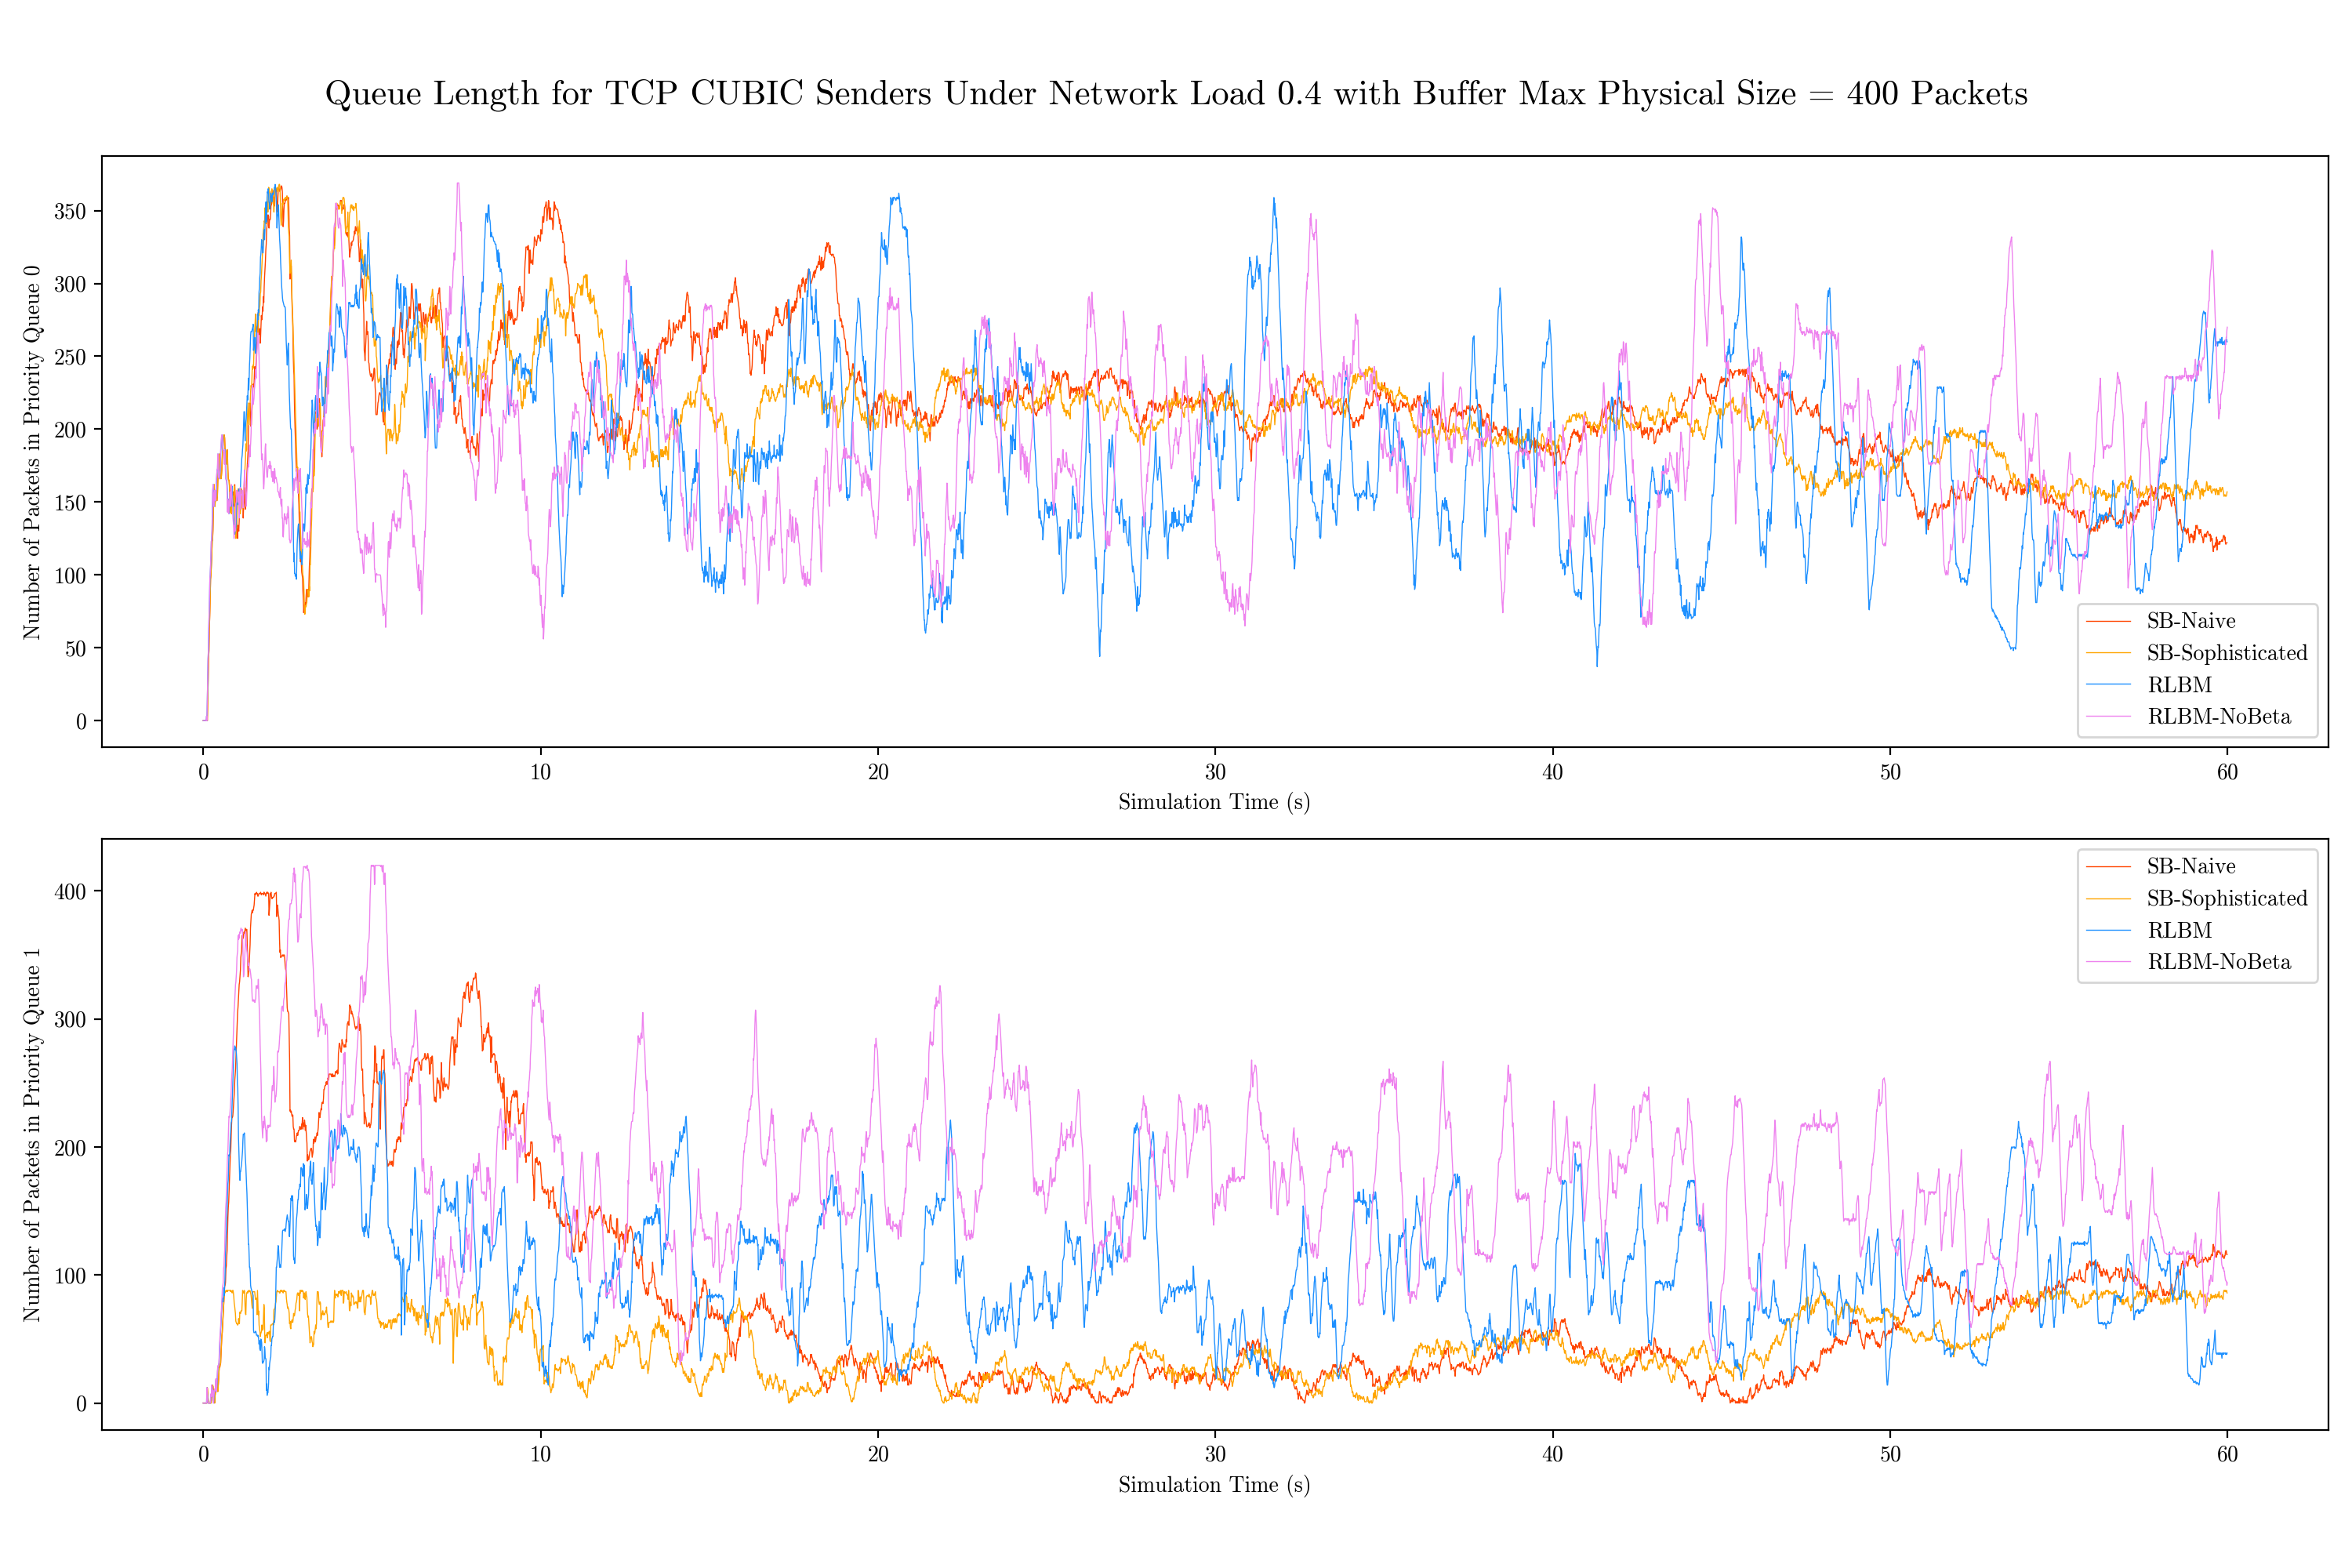 Queue Length for TCP CUBIC Senders Under Network Load 0.4 with Buffer Max Physical Size = 400 Packets
Number of Packets in Priority Queue 0
350
300
250
200
150
100
50
0
SB-Naive
SB-Sophisticated
RLBM
RLBM-NoBeta
0 10 20 30 40 50 60
Simulation Time (s)
Number of Packets in Priority Queue 1
400
300
200
100
0
SB-Naive
SB-Sophisticated
RLBM
RLBM-NoBeta
0 10 20 30 40 50 60
Simulation Time (s)